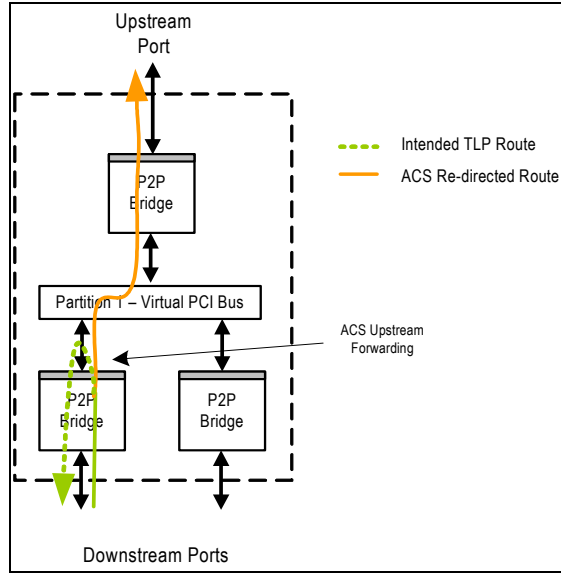 Upstream
Port
Intended TLP Route
ACS Re-directed Route
P2P
Bridge
Partition 1 – Virtual PCI Bus
ACS Upstream
Forwarding
P2P
Bridge
P2P
Bridge
Downstream Ports